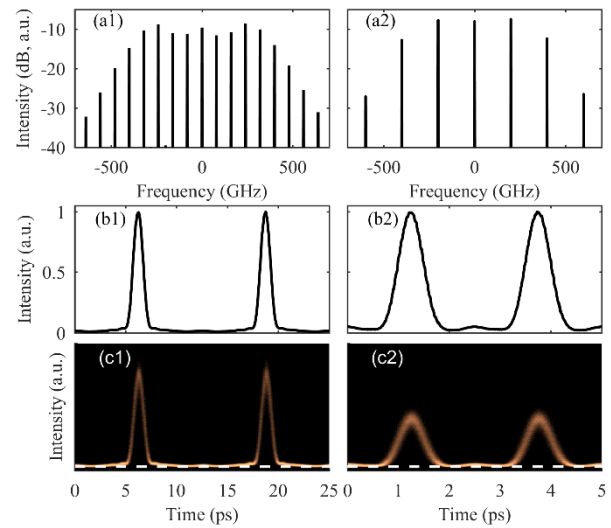 (a1)
(a2)
Intensity (dB, a.u.)
-10
-20
-30
-40
-500
0
500
-500
0
500
Frequency (GHz)
Frequency (GHz)
(b1)
(b2)
Intensity (a.u.)
1
0.5
0
(c1)
(c2)
Intensity (a.u.)
0
5
10
15
20
25
0
1
2
3
4
5
Time (ps)
Time (ps)